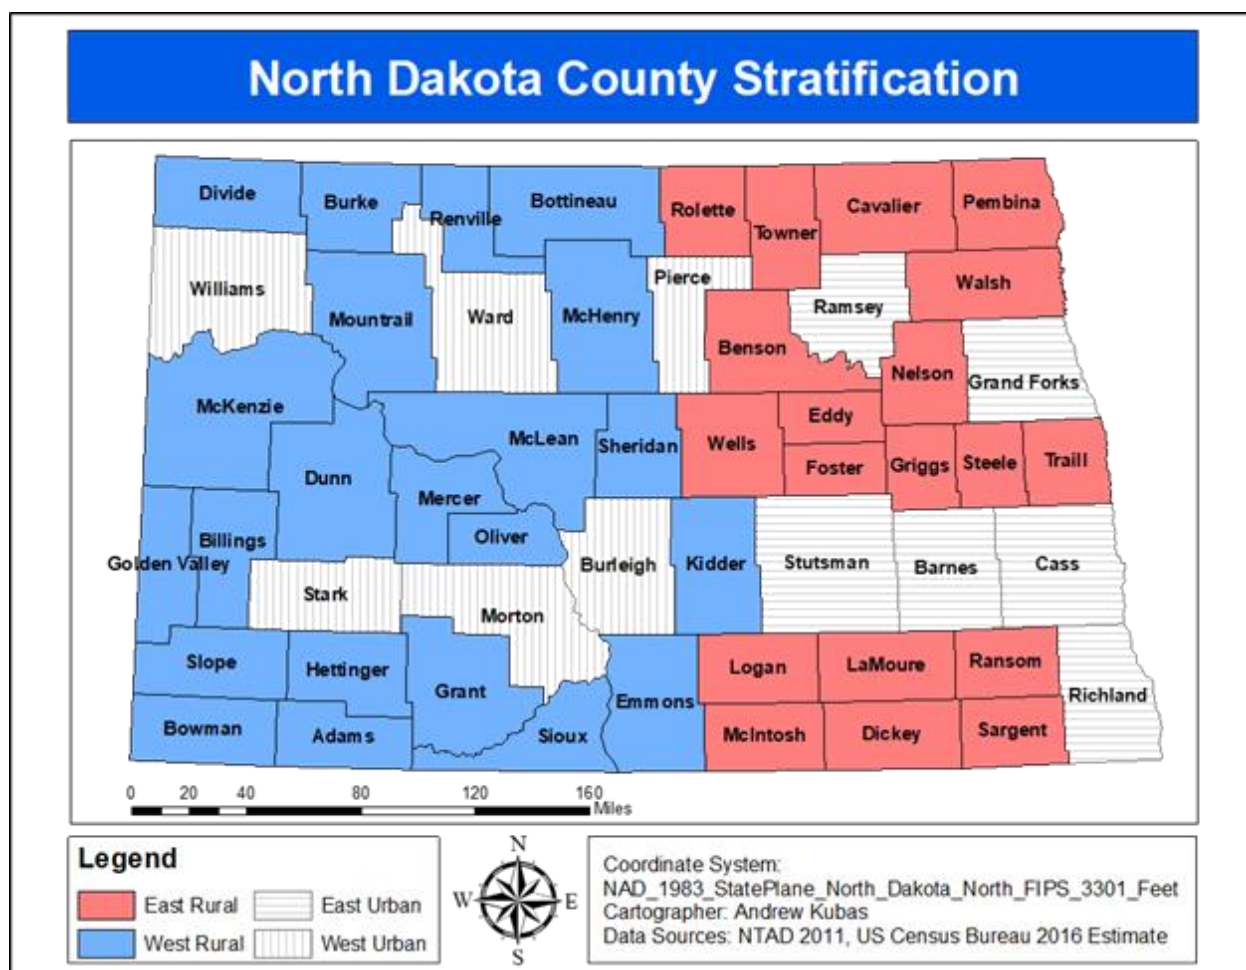 North Dakota County Stratification
Divide
Burke
Renville
Bottineau
Rolette
Towner
Cavalier
Pembina
Williams
Mountrail
Ward
McHenry
Pierce
Benson
Ramsey
Walsh
Nelson
Grand Forks
McKenzie
Dunn
McLean
Sheridan
Wells
Eddy
Foster
Griggs
Steele
Traill
Mercer
Oliver
Golden Valley
Billings
Stark
Morton
Burleigh
Kidder
Stutsman
Barnes
Cass
Slope
Hettinger
Grant
Emmons
Logan
LaMoure
Ransom
Richland
Bowman
Adams
Sioux
McIntosh
Dickey
Sargent
0 20 40 80 120 160
Miles
Legend
East Rural
East Urban
West Rural
West Urban
N
W E
S
Coordinate System:
NAD_1983_StatePlane_North_Dakota_North_FIPS_3301_Feet
Cartographer: Andrew Kubas
Data Sources: NTAD 2011, US Census Bureau 2016 Estimate